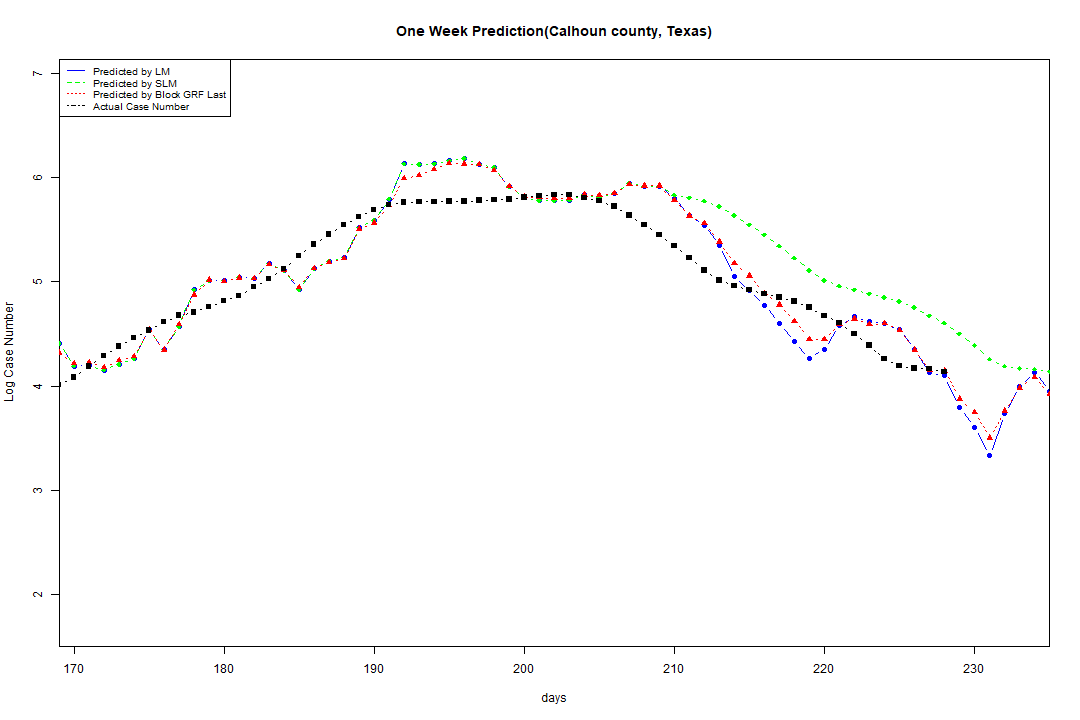 One Week Prediction(Calhoun county, Texas)
Predicted by LM
Predicted by SLM
Predicted by Block GRF Last
Actual Case Number
7
6
5
4
3
2
Log Case Number
170 180 190 200 210 220 230
days